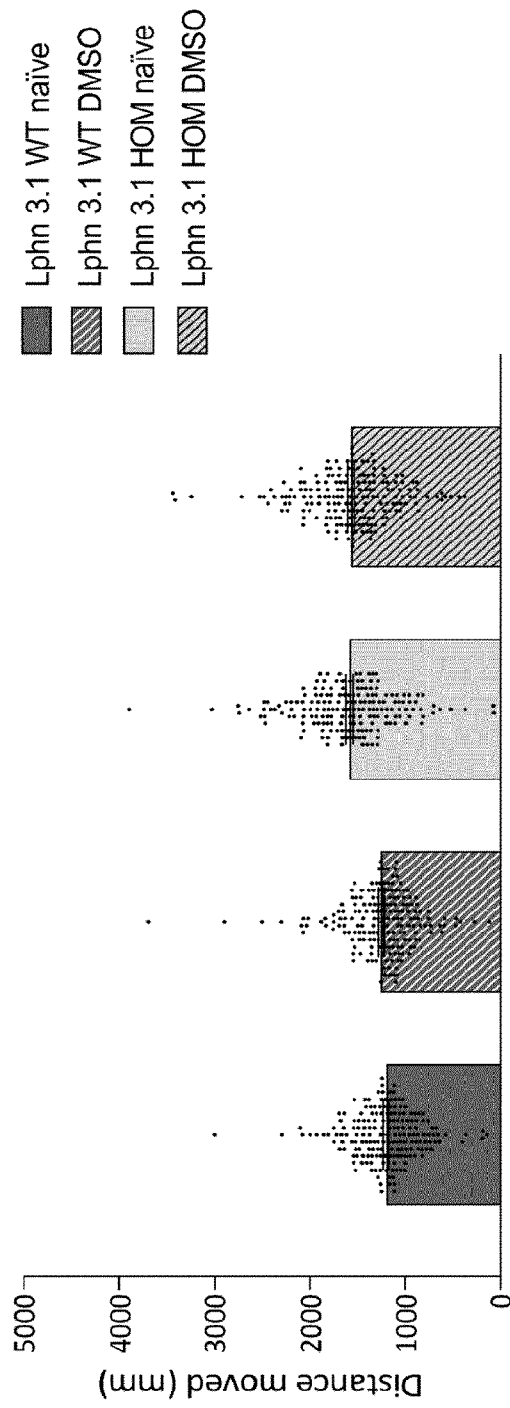 Distance moved (mm)
5000
4000
3000
2000
1000
0
Lphn 3.1 WT naïve
Lphn 3.1 WT DMSO
Lphn 3.1 HOM naïve
Lphn 3.1 HOM DMSO